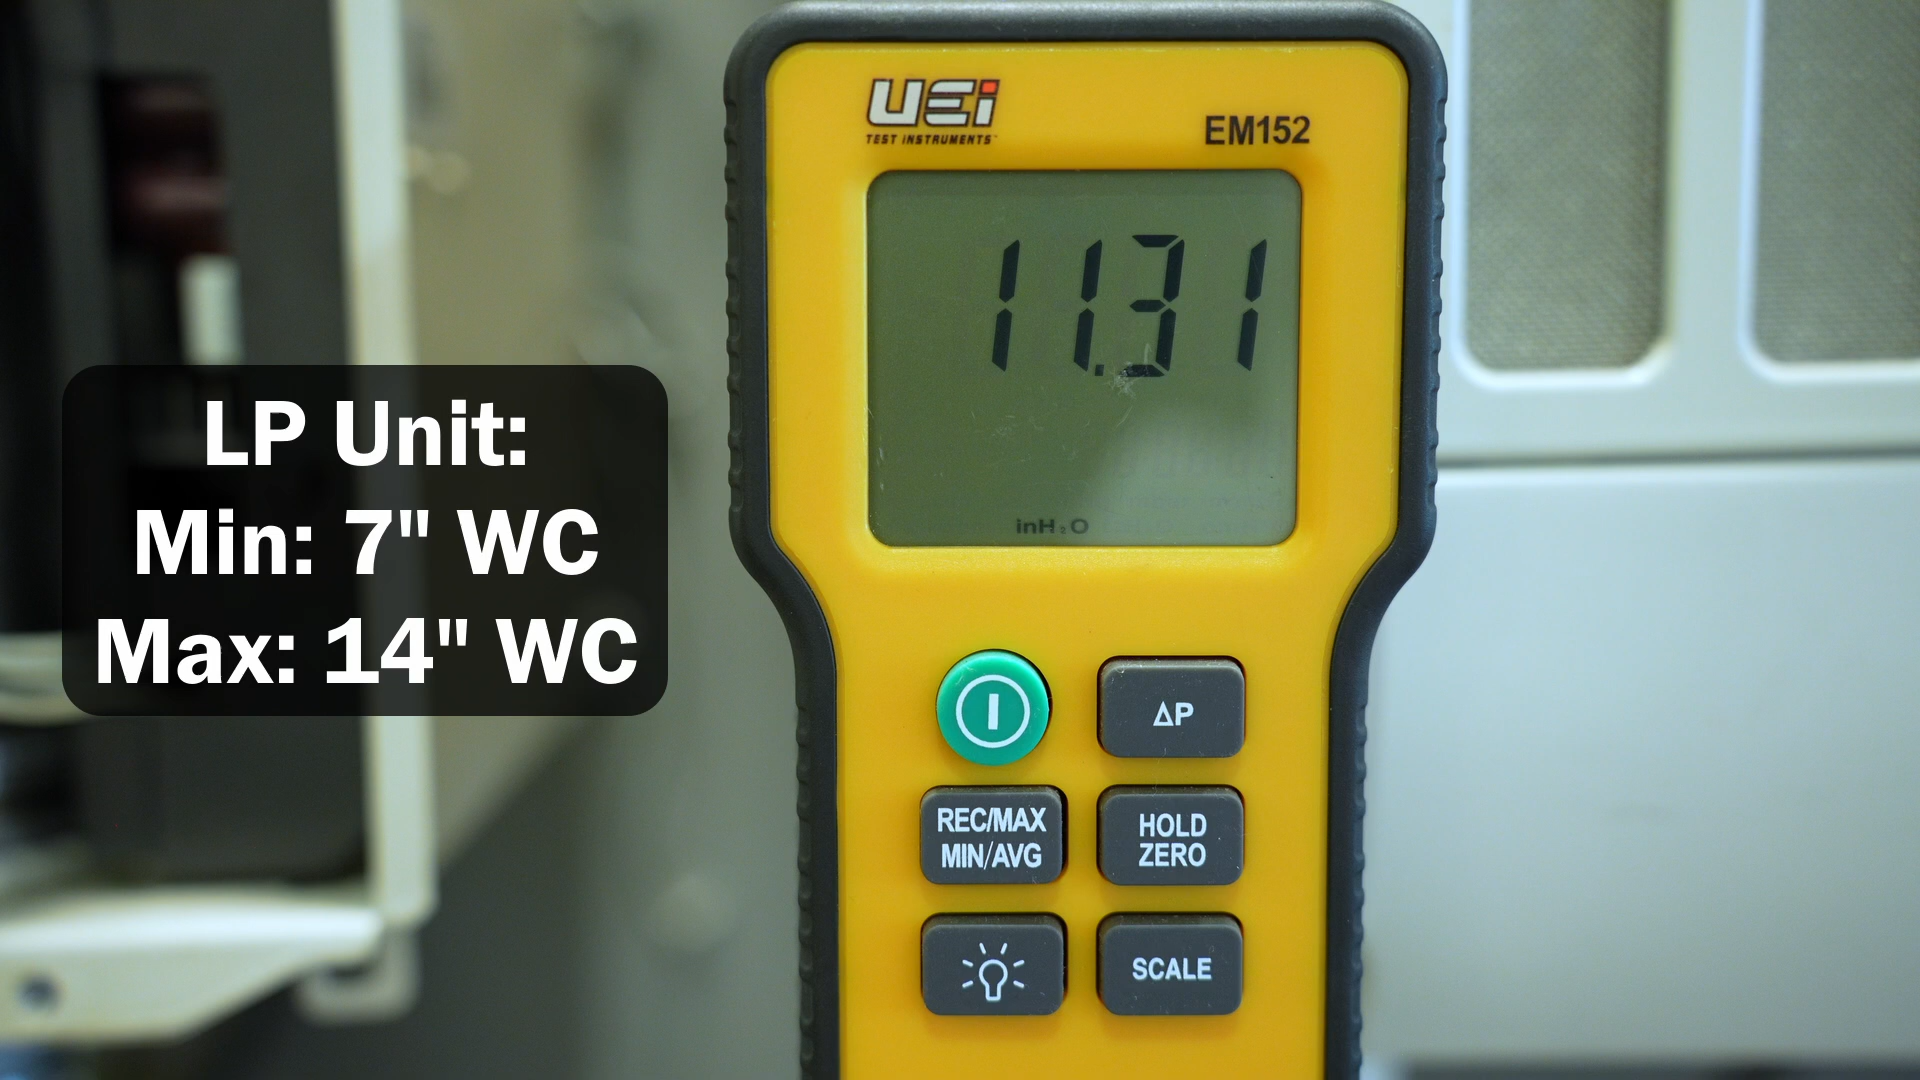 UEi
TEST INSTRUMENTS
EM152
11.31
inH₂O
LP Unit:
Min: 7" WC
Max: 14" WC
ΔP
REC/MAX
MIN/AVG
HOLD
ZERO
SCALE